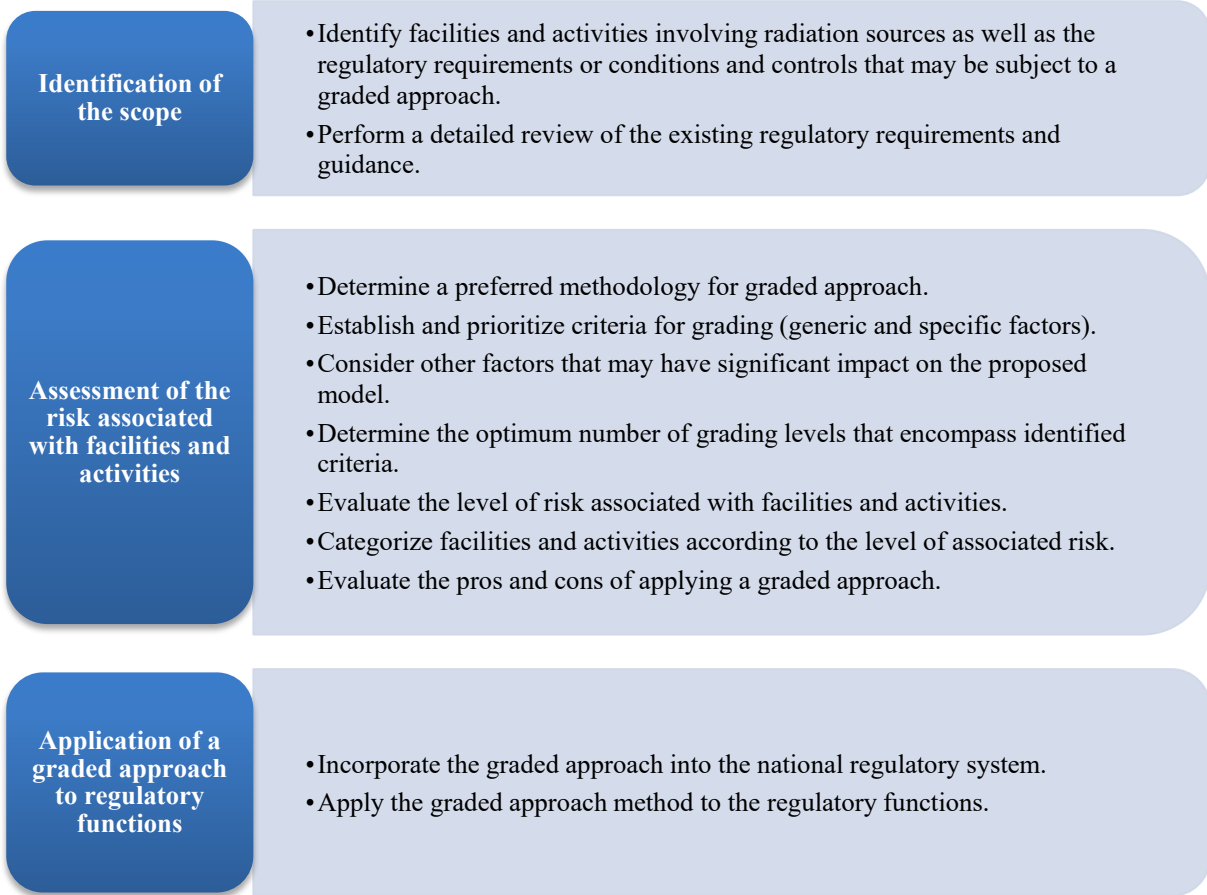 Identification of
the scope
•Identify facilities and activities involving radiation sources as well as the
regulatory requirements or conditions and controls that may be subject to a
graded approach.
•Perform a detailed review of the existing regulatory requirements and
guidance.
Assessment of the
risk associated
with facilities and
activities
•Determine a preferred methodology for graded approach.
•Establish and prioritize criteria for grading (generic and specific factors).
•Consider other factors that may have significant impact on the proposed
model.
•Determine the optimum number of grading levels that encompass identified
criteria.
•Evaluate the level of risk associated with facilities and activities.
•Categorize facilities and activities according to the level of associated risk.
•Evaluate the pros and cons of applying a graded approach.
Application of a
graded approach
to regulatory
functions
•Incorporate the graded approach into the national regulatory system.
•Apply the graded approach method to the regulatory functions.